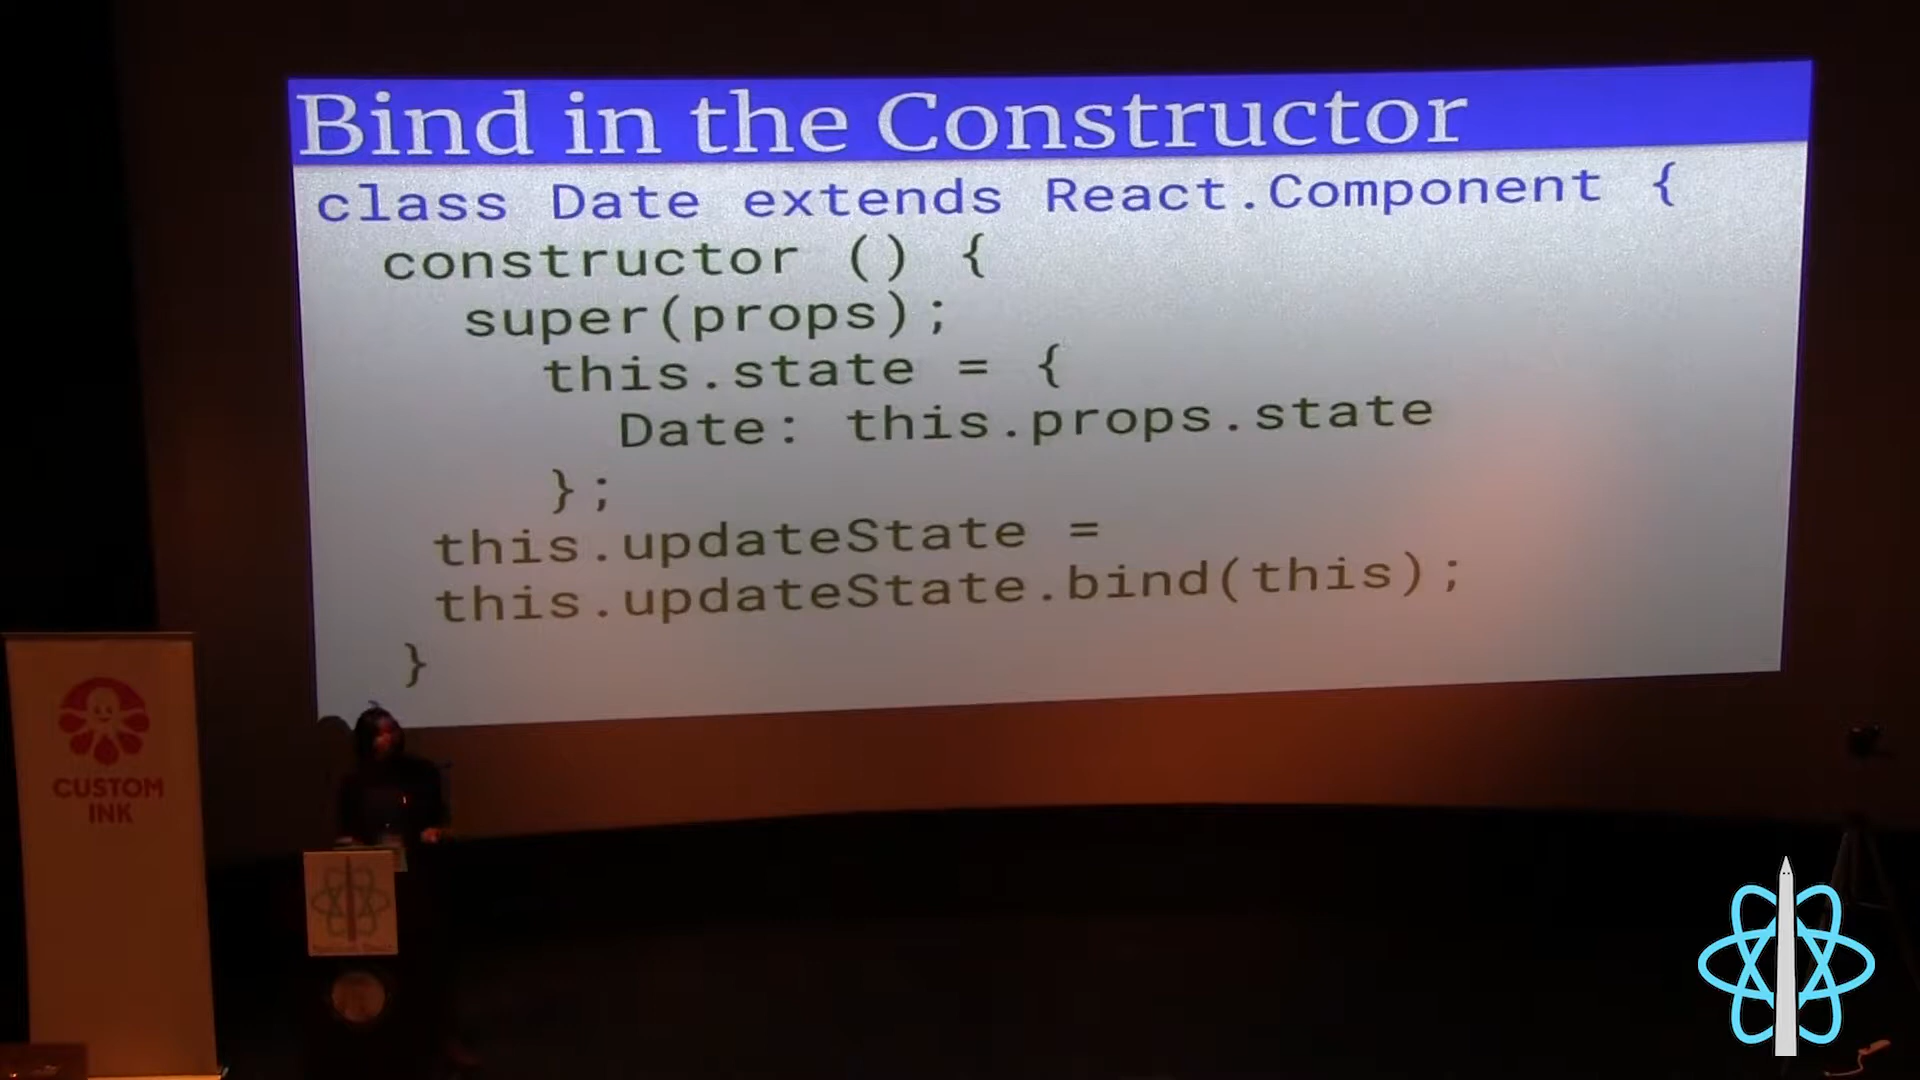 Bind in the Constructor
class Date extends React.Component {
constructor () {
super(props);
this.state = {
Date: this.props.state
};
this.updateState =
this.updateState.bind(this);
}
CUSTOM
INK